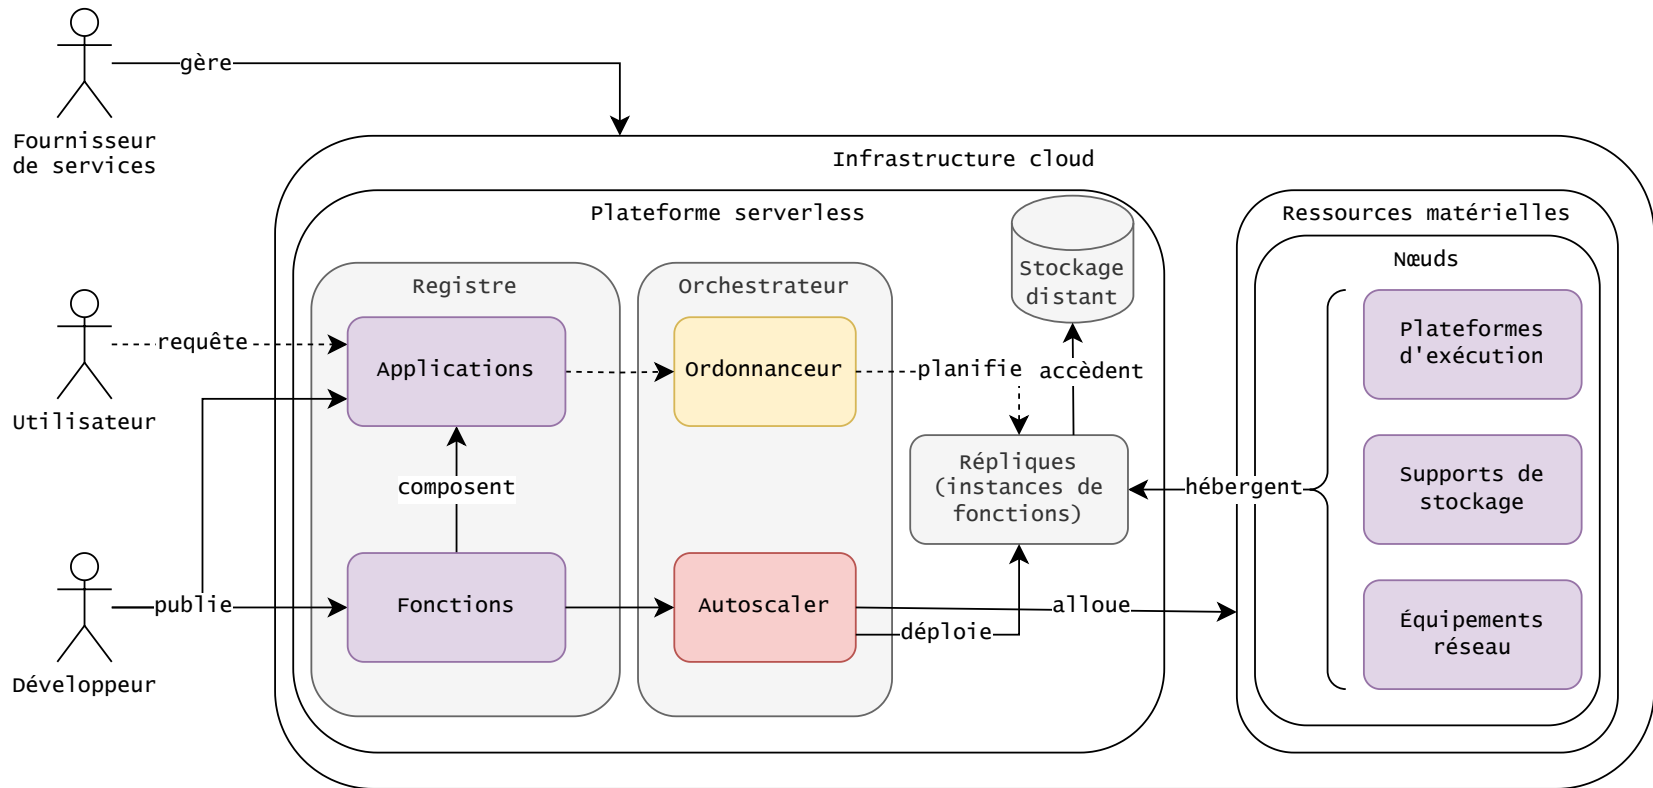 gère
Fournisseur
de services
Infrastructure cloud
Plateforme serverless
Ressources matérielles
Stockage
distant
Nœuds
Registre
Orchestrateur
requête
Applications
Ordonnanceur
planifie
accèdent
Plateformes
d'exécution
Utilisateur
composent
Répliques
(instances de
fonctions)
hébergent
Supports de
stockage
publie
Fonctions
Autoscaler
alloue
déploie
Équipements
réseau
Développeur